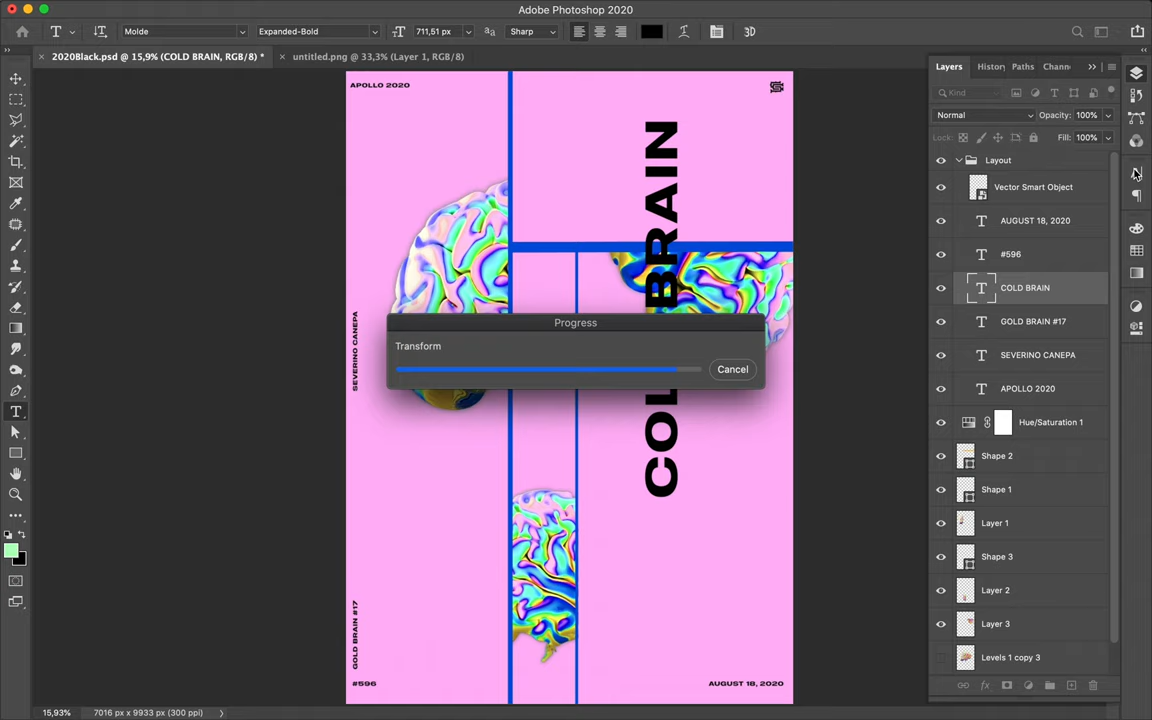 Adobe Photoshop 2020
Molde
Expanded-Bold
711,51 px
Sharp
3D
2020Black.psd @ 15,9% (COLD BRAIN, RGB/8) *
untitled.png @ 33,3% (Layer 1, RGB/8)
APOLLO 2020
COLD BRAIN
SEVERINO CANEPA
Progress
Transform
Cancel
GOLD BRAIN #17
#596
AUGUST 18, 2020
Layers
History
Paths
Chann
Kind
Normal
Opacity:
100%
Lock:
Fill:
100%
Layout
Vector Smart Object
AUGUST 18, 2020
#596
COLD BRAIN
GOLD BRAIN #17
SEVERINO CANEPA
APOLLO 2020
Hue/Saturation 1
Shape 2
Shape 1
Layer 1
Shape 3
Layer 2
Layer 3
Levels 1 copy 3
15,93%
7016 px x 9933 px (300 ppi)